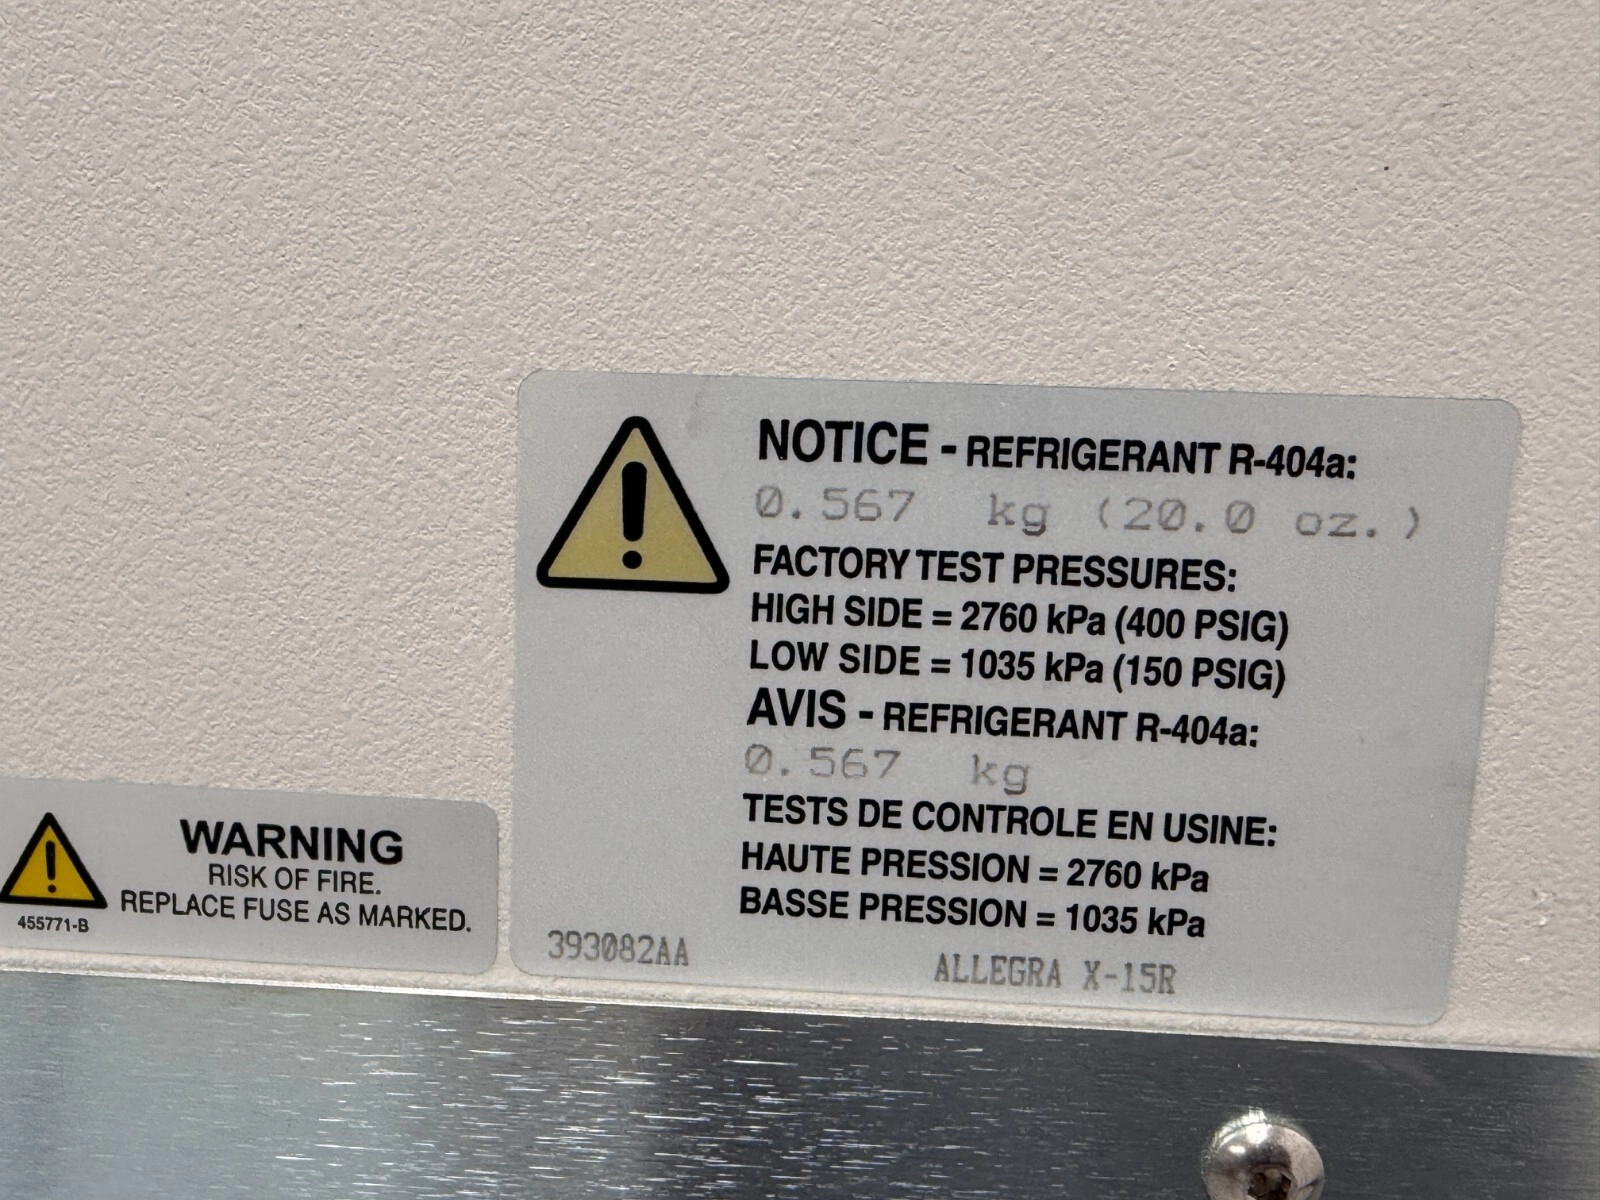 NOTICE - REFRIGERANT R-404a:
0.567 kg (20.0 oz.)
FACTORY TEST PRESSURES:
HIGH SIDE = 2760 kPa (400 PSIG)
LOW SIDE = 1035 kPa (150 PSIG)
AVIS - REFRIGERANT R-404a:
0.567 kg
TESTS DE CONTROLE EN USINE:
HAUTE PRESSION = 2760 kPa
BASSE PRESSION = 1035 kPa
393082AA
ALLEGRA X-15R
WARNING
RISK OF FIRE.
REPLACE FUSE AS MARKED.
455771-B